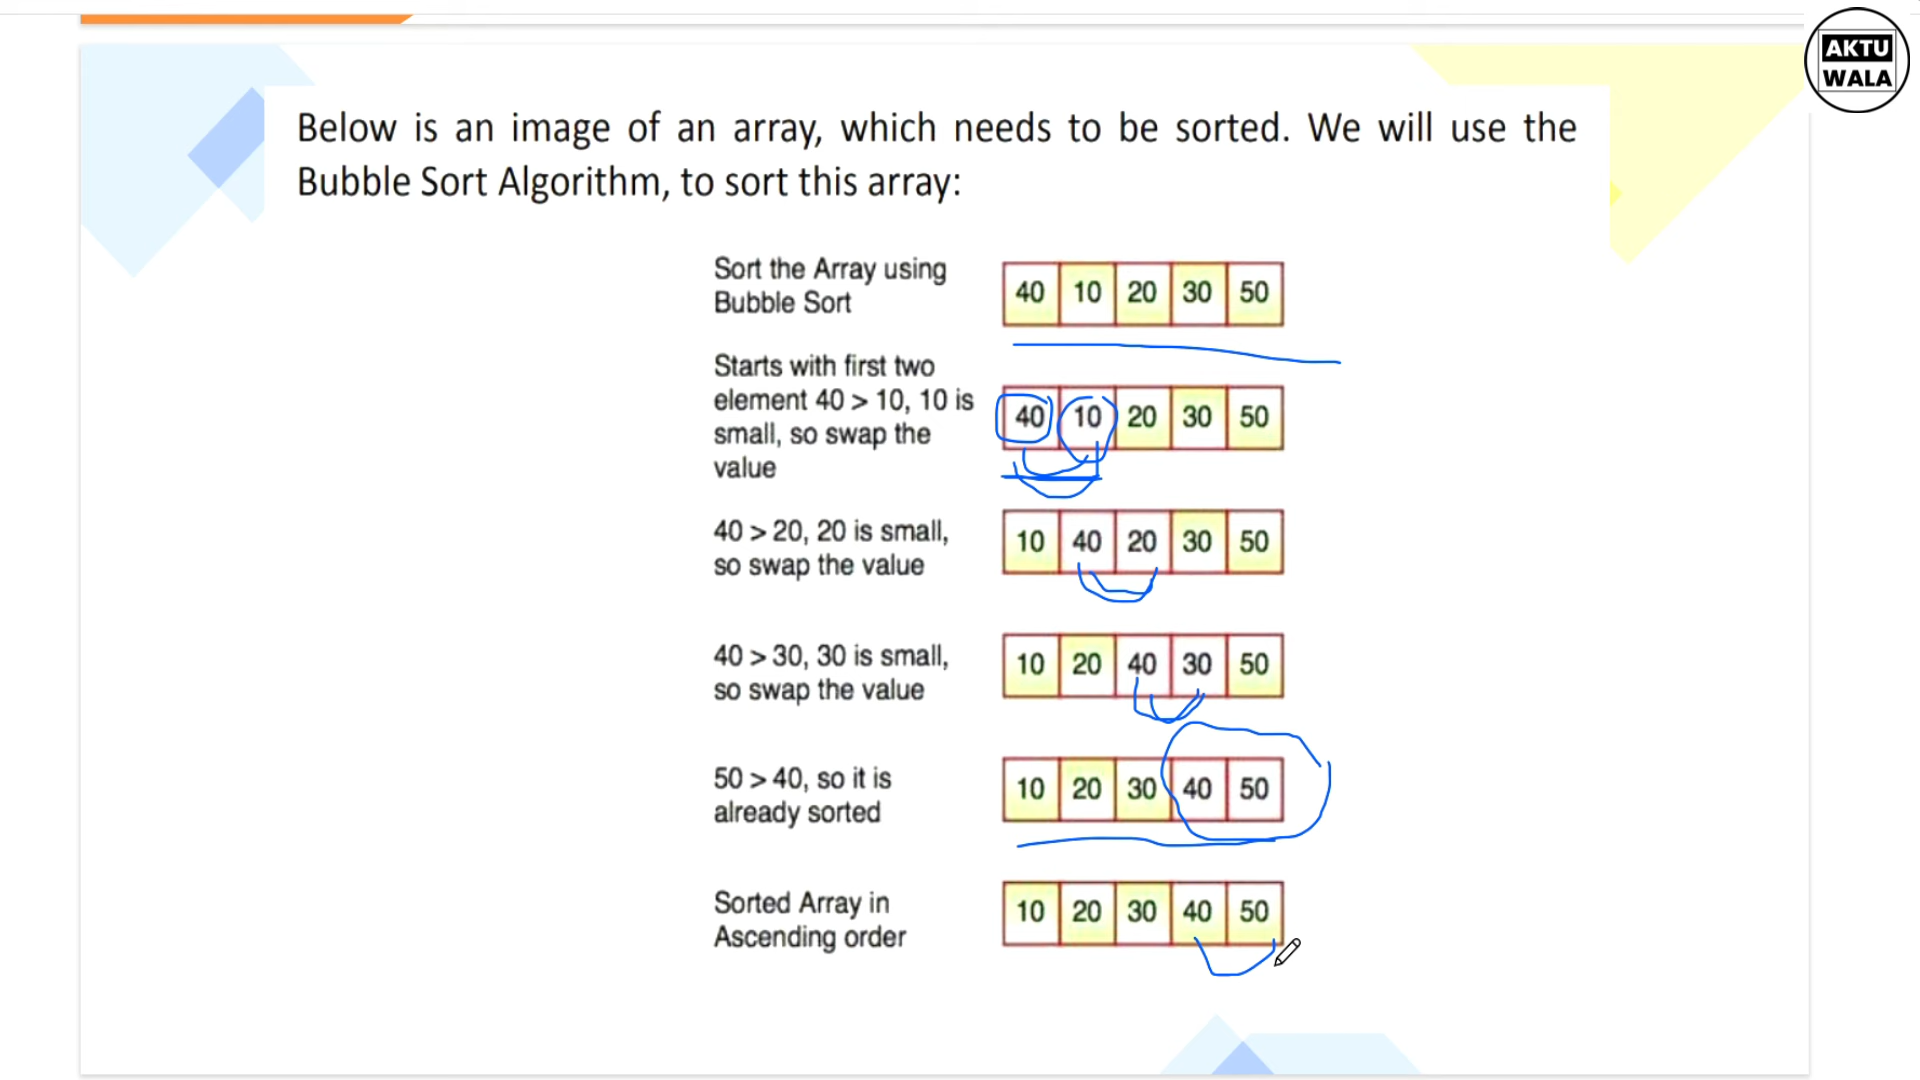 AKTU
WALA
Below is an image of an array, which needs to be sorted. We will use the
Bubble Sort Algorithm, to sort this array:
Sort the Array using
Bubble Sort
40 10 20 30 50
Starts with first two
element 40 > 10, 10 is
small, so swap the
value
40 10 20 30 50
40 > 20, 20 is small,
so swap the value
10 40 20 30 50
40 > 30, 30 is small,
so swap the value
10 20 40 30 50
50 > 40, so it is
already sorted
10 20 30 40 50
Sorted Array in
Ascending order
10 20 30 40 50